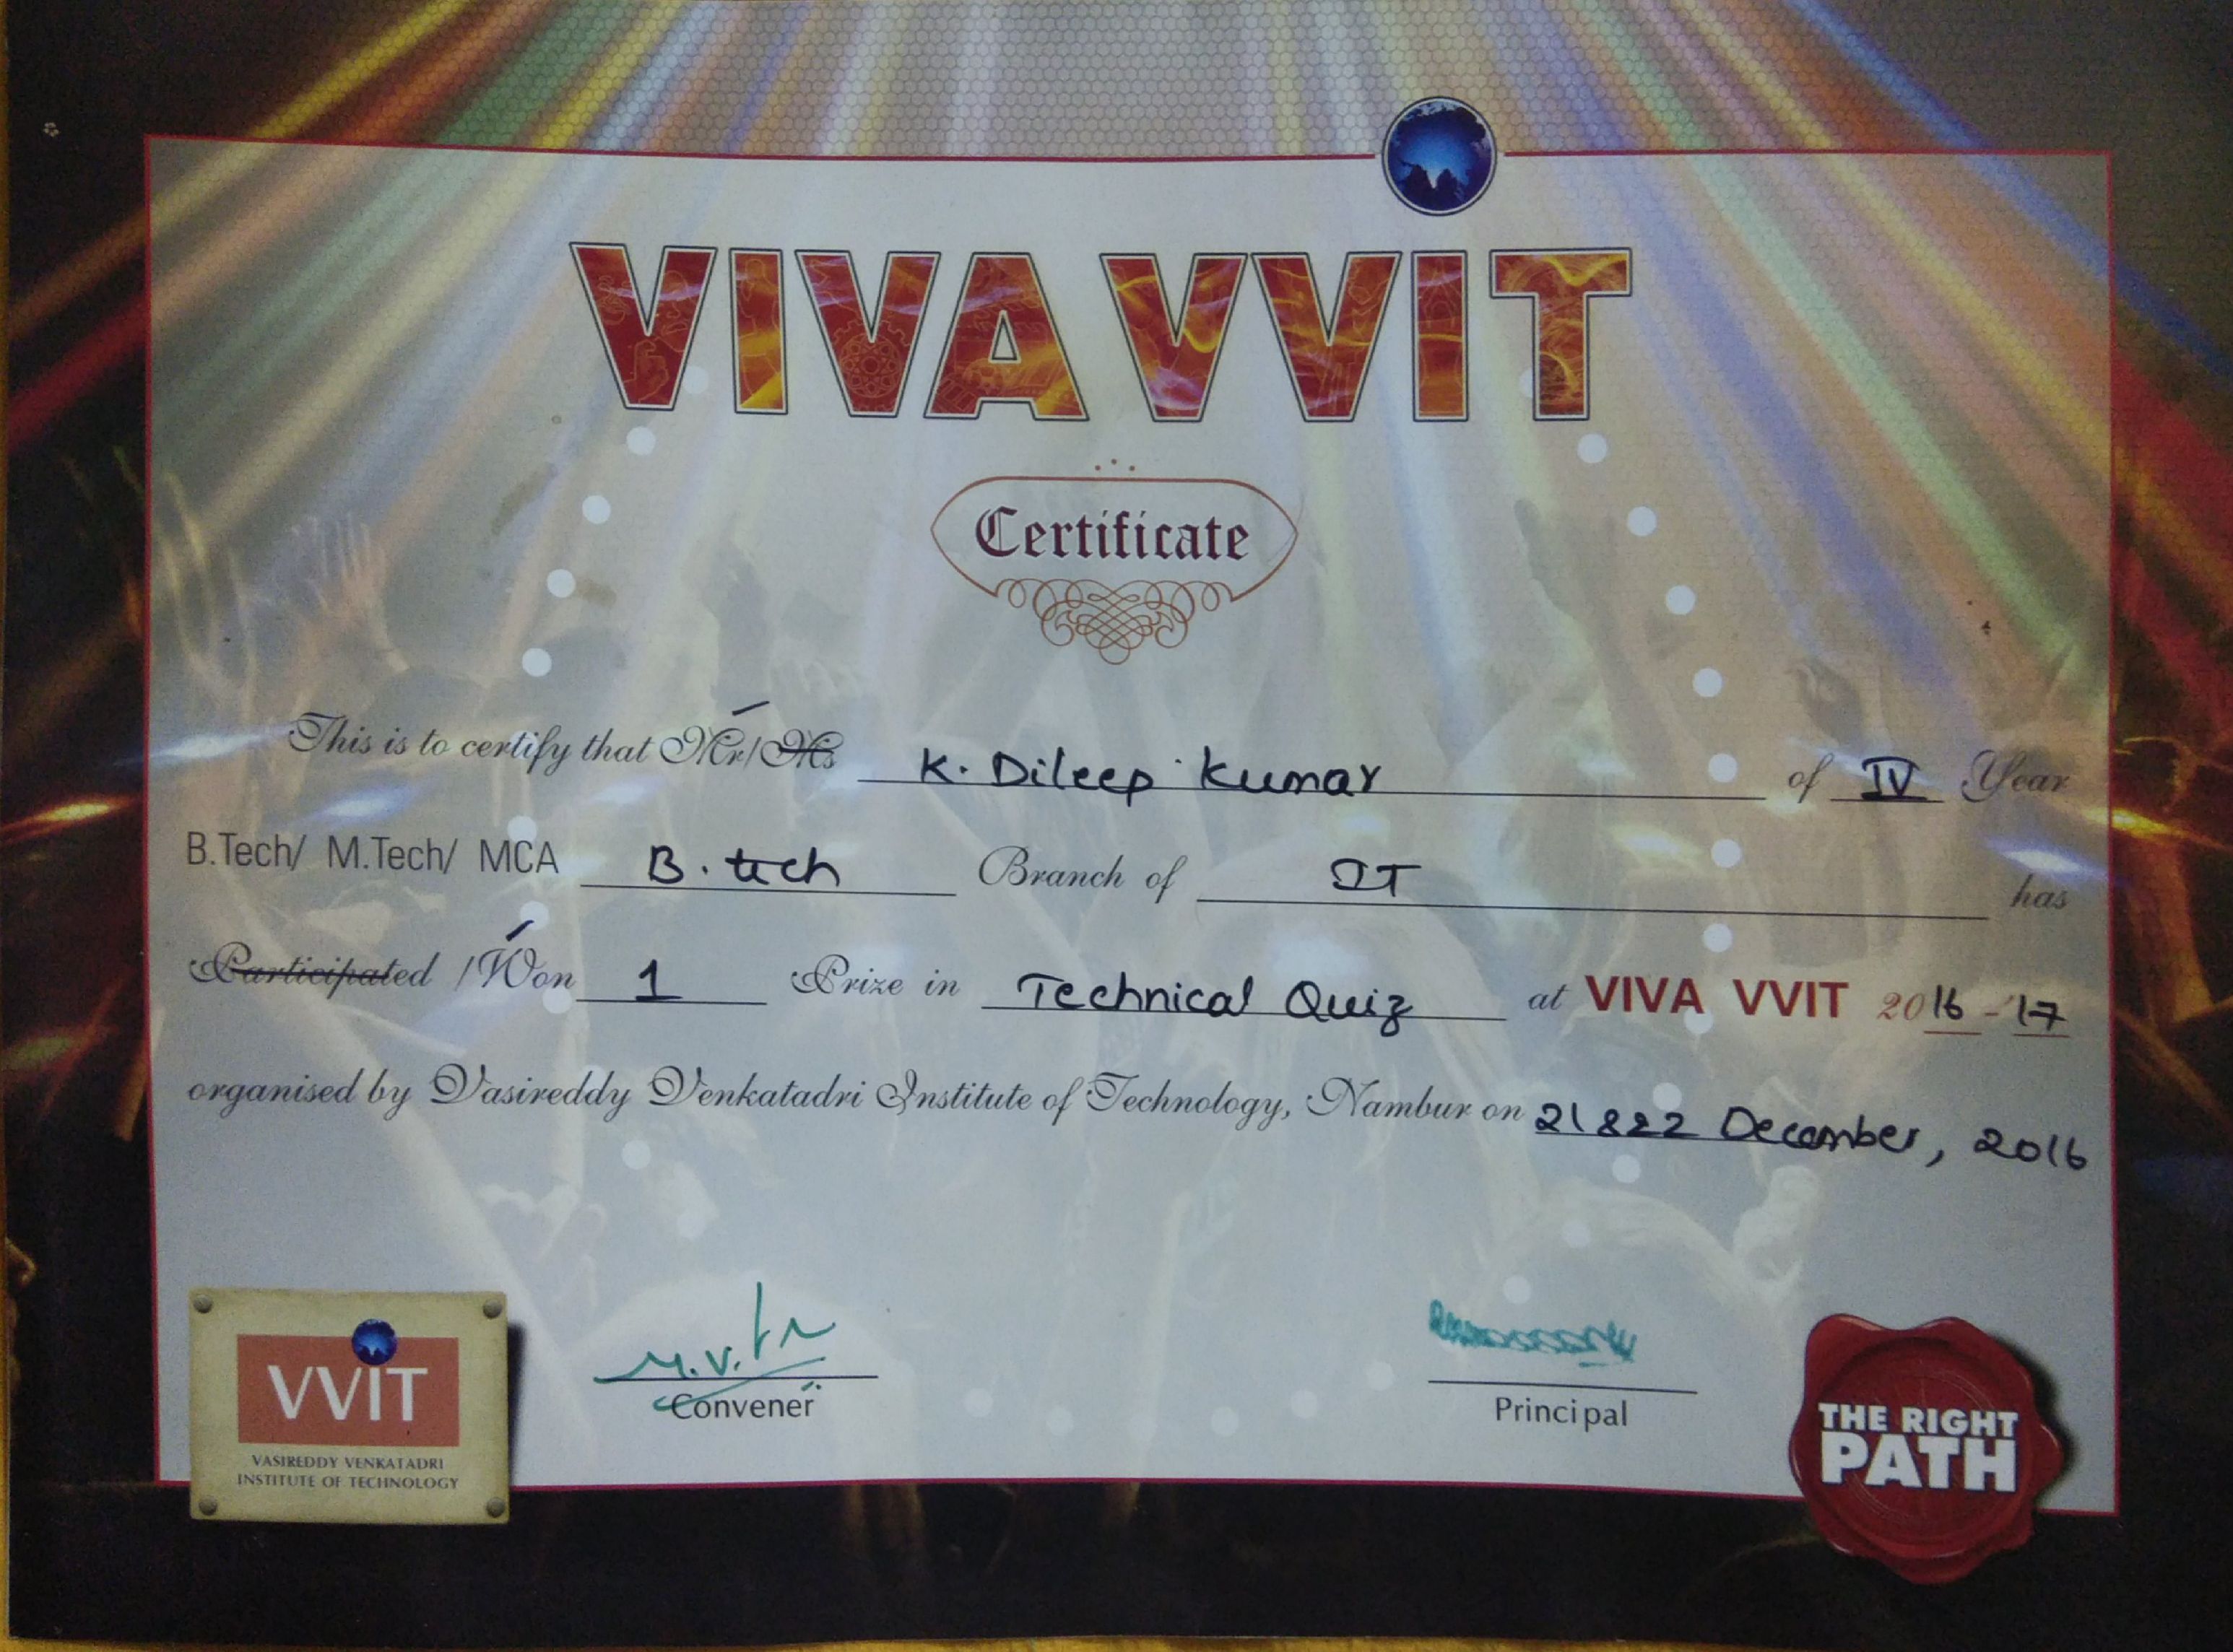 VIVA VVIT
Certificate
This is to certify that Mr/Ms K. Dileep Kumar of IV Year
B.Tech/ M.Tech/ MCA B.tech Branch of IT has
Participated /Won 1 Prize in Technical Quiz at VIVA VVIT 2016-'17
organised by Vasireddy Venkatadri Institute of Technology, Nambur on 21&22 December, 2016
Convener
Principal
VVIT
VASIREDDY VENKATADRI
INSTITUTE OF TECHNOLOGY
THE RIGHT
PATH